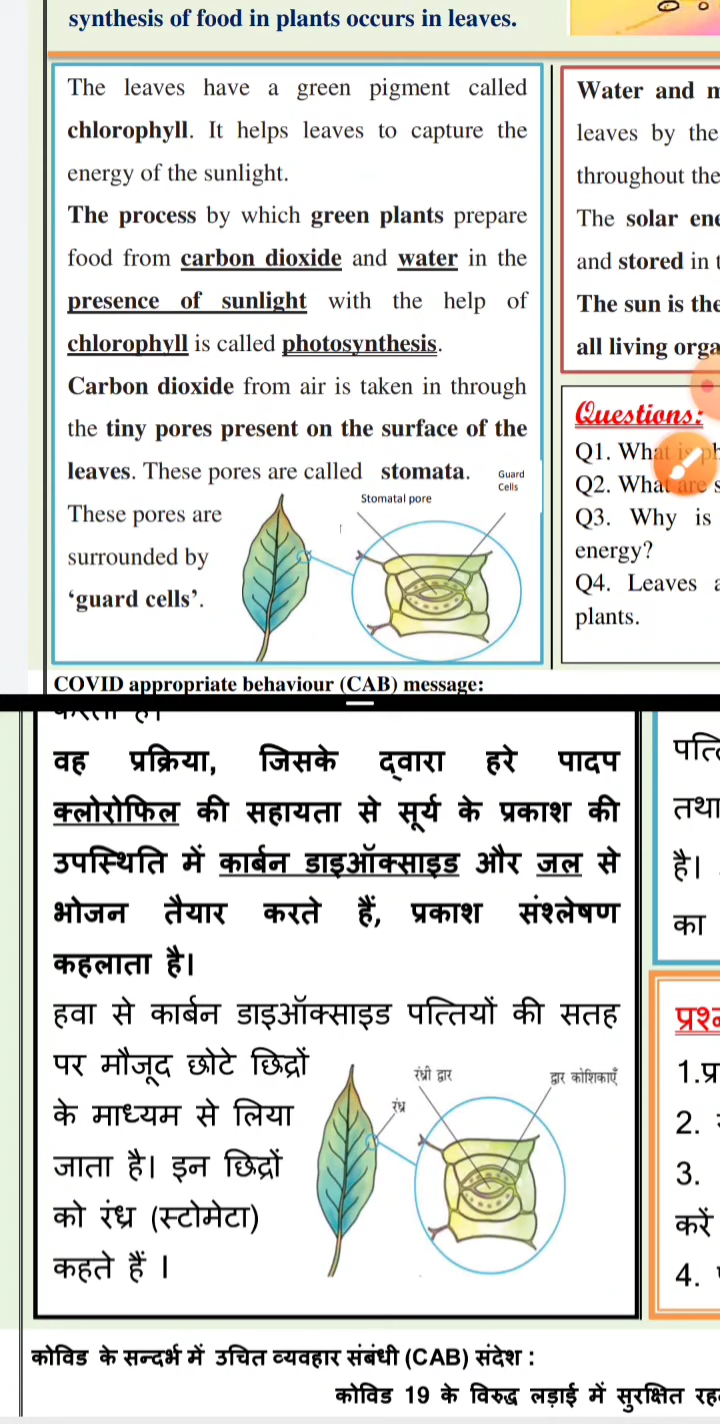 synthesis of food in plants occurs in leaves.
The leaves have a green pigment called
chlorophyll. It helps leaves to capture the
energy of the sunlight.
The process by which green plants prepare
food from carbon dioxide and water in the
presence of sunlight with the help of
chlorophyll is called photosynthesis.
Carbon dioxide from air is taken in through
the tiny pores present on the surface of the
leaves. These pores are called stomata.
These pores are
surrounded by
‘guard cells’.
Guard
Cells
Stomatal pore
Water and
leaves by the
throughout the
The solar
and stored in
The sun is the
all living
Questions:
Q1. What is
Q2. What are
Q3. Why is
energy?
Q4. Leaves
plants.
COVID appropriate behaviour (CAB) message:
वह प्रक्रिया, जिसके द्वारा हरे पादप
क्लोरोफिल की सहायता से सूर्य के प्रकाश की
उपस्थिति में कार्बन डाइऑक्साइड और जल से
भोजन तैयार करते हैं, प्रकाश संश्लेषण
कहलाता है।
हवा से कार्बन डाइऑक्साइड पत्तियों की सतह
पर मौजूद छोटे छिद्रों
के माध्यम से लिया
जाता है। इन छिद्रों
को रंध्र (स्टोमेटा)
कहते हैं ।
रंध्री द्वार
द्वार कोशिकाएँ
रंध्र
तथा
है।
का
1.
2.
3.
करें
4.
कोविड के सन्दर्भ में उचित व्यवहार संबंधी (CAB) संदेश :
कोविड 19 के विरुद्ध लड़ाई में सुरक्षित